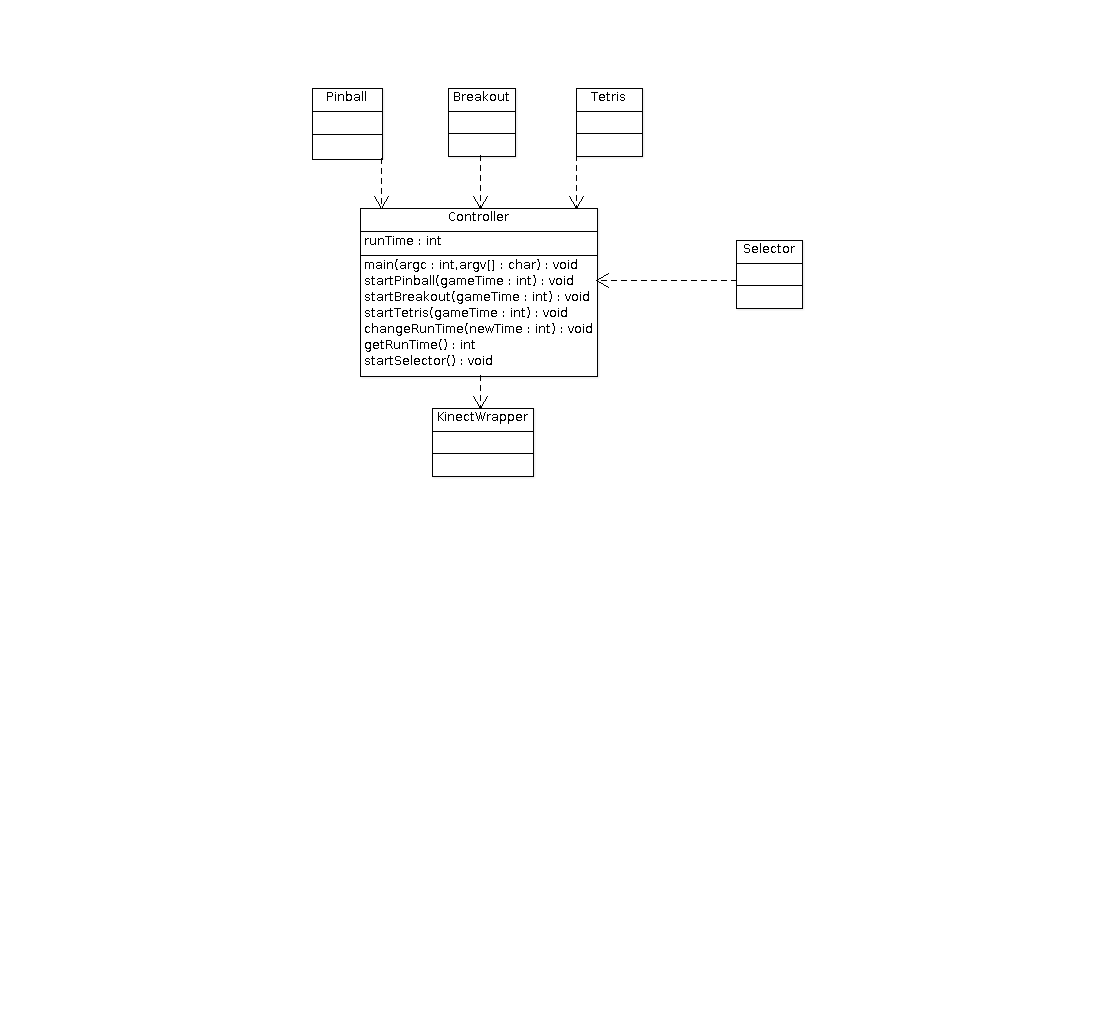 Pinball
Breakout
Tetris
Controller
runTime : int
main(argc : int,argv[] : char) : void
startPinball(gameTime : int) : void
startBreakout(gameTime : int) : void
startTetris(gameTime : int) : void
changeRunTime(newTime : int) : void
getRunTime() : int
startSelector() : void
Selector
KinectWrapper